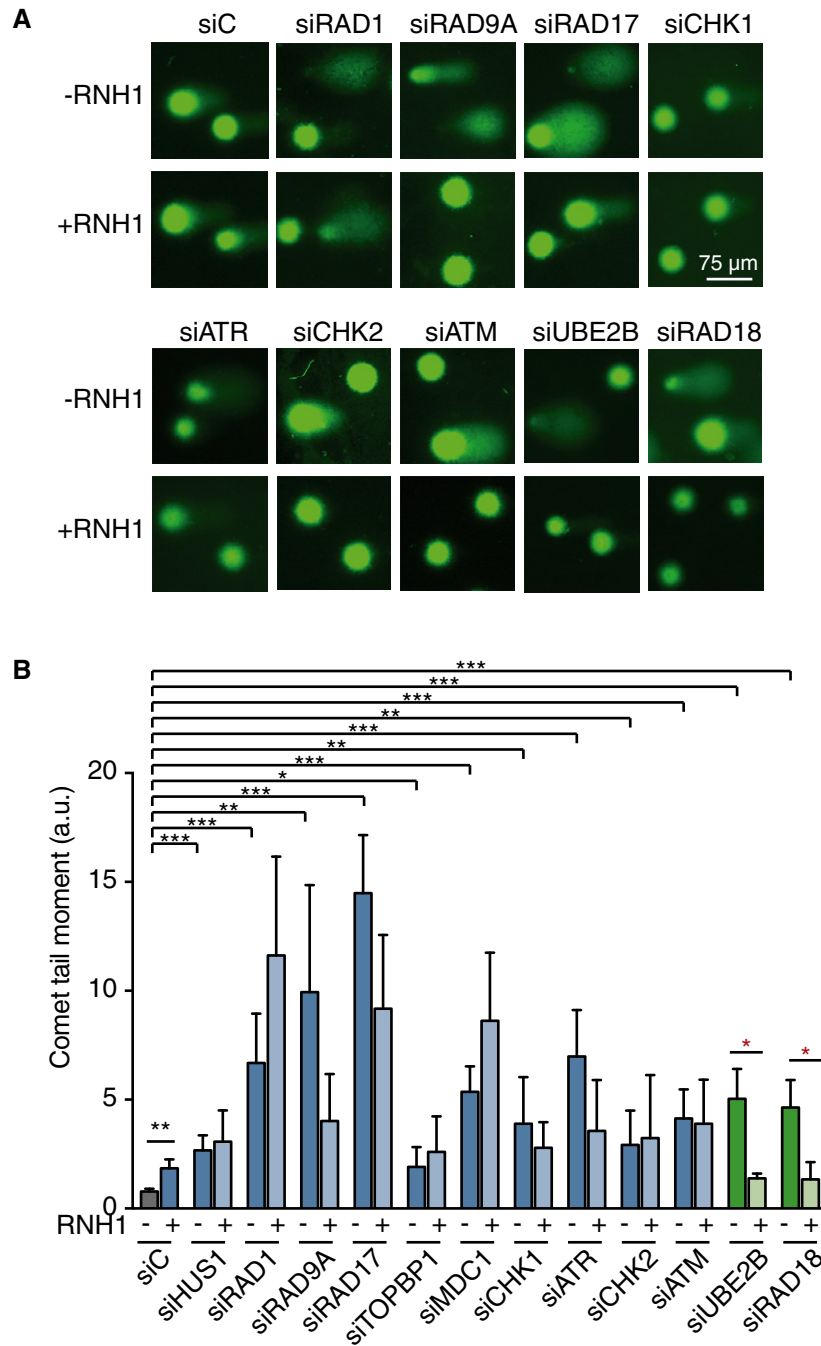 A
siC siRAD1 siRAD9A siRAD17 siCHK1
-RNH1
+RNH1
75 µm
siATR siCHK2 siATM siUBE2B siRAD18
-RNH1
+RNH1
B
***
***
***
**
***
**
***
*
***
**
***
***
Comet tail moment (a.u.)
20
15
10
5
0
**
*
*
RNH1 - + - + - + - + - + - + - + - + - + - + - + - + - +
siC siHUS1 siRAD1 siRAD9A siRAD17 siTOPBP1 siMDC1 siCHK1 siATR siCHK2 siATM siUBE2B siRAD18